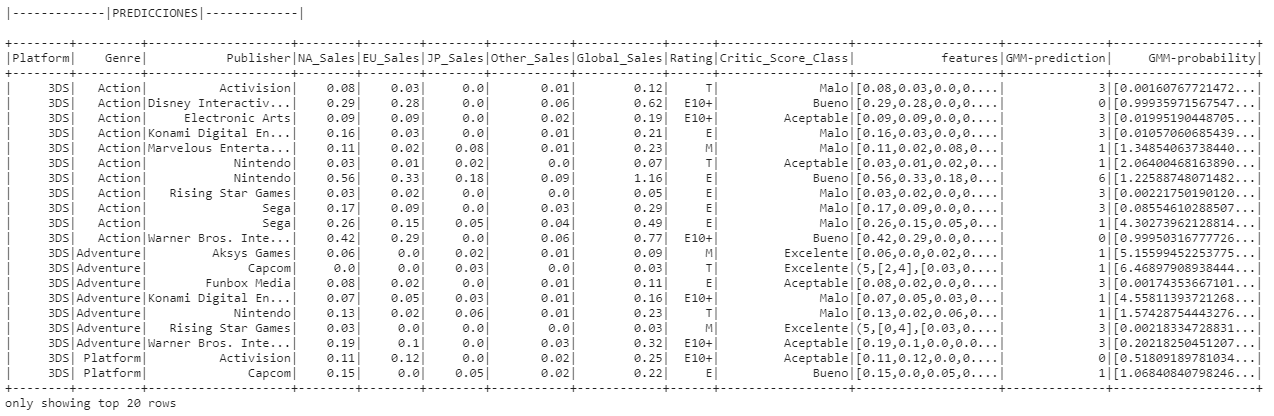 |-------------|PREDICCIONES|-------------|
+--------+---------+--------------------+--------+--------+--------+-----------+------------+------+------------------+--------------------+--------------+--------------------+
|Platform|    Genre|           Publisher|NA_Sales|EU_Sales|JP_Sales|Other_Sales|Global_Sales|Rating|Critic_Score_Class|            features|GMM-prediction|     GMM-probability|
+--------+---------+--------------------+--------+--------+--------+-----------+------------+------+------------------+--------------------+--------------+--------------------+
|     3DS|   Action|          Activision|    0.08|    0.03|     0.0|       0.01|        0.12|     T|              Malo|[0.08,0.03,0.0,0....|             3|[0.00160767721472...|
|     3DS|   Action|Disney Interactiv...|    0.29|    0.28|     0.0|       0.06|        0.62|  E10+|             Bueno|[0.29,0.28,0.0,0....|             0|[0.99935971567547...|
|     3DS|   Action|     Electronic Arts|    0.09|    0.09|     0.0|       0.02|        0.19|  E10+|         Aceptable|[0.09,0.09,0.0,0....|             3|[0.01995190448705...|
|     3DS|   Action|Konami Digital En...|    0.16|    0.03|     0.0|       0.01|        0.21|     E|              Malo|[0.16,0.03,0.0,0....|             3|[0.01057060685439...|
|     3DS|   Action|Marvelous Enterta...|    0.11|    0.02|    0.08|       0.01|        0.23|     M|              Malo|[0.11,0.02,0.08,0...|             1|[1.34854063738440...|
|     3DS|   Action|            Nintendo|    0.03|    0.01|    0.02|        0.0|        0.07|     T|         Aceptable|[0.03,0.01,0.02,0...|             1|[2.06400468163890...|
|     3DS|   Action|            Nintendo|    0.56|    0.33|    0.18|       0.09|        1.16|     E|             Bueno|[0.56,0.33,0.18,0...|             6|[1.22588748071482...|
|     3DS|   Action|   Rising Star Games|    0.03|    0.02|     0.0|        0.0|        0.05|     E|              Malo|[0.03,0.02,0.0,0....|             3|[0.00221750190120...|
|     3DS|   Action|                Sega|    0.17|    0.09|     0.0|       0.03|        0.29|     E|              Malo|[0.17,0.09,0.0,0....|             3|[0.08554610288507...|
|     3DS|   Action|                Sega|    0.26|    0.15|    0.05|       0.04|        0.49|     E|              Malo|[0.26,0.15,0.05,0...|             1|[4.30273962128814...|
|     3DS|   Action|Warner Bros. Inte...|    0.42|    0.29|     0.0|       0.06|        0.77|  E10+|             Bueno|[0.42,0.29,0.0,0....|             0|[0.99950316777726...|
|     3DS|Adventure|         Aksys Games|    0.06|     0.0|    0.02|       0.01|        0.09|     M|         Excelente|[0.06,0.0,0.02,0....|             1|[5.15599452253775...|
|     3DS|Adventure|              Capcom|     0.0|     0.0|    0.03|        0.0|        0.03|     T|         Excelente|(5,[2,4],[0.03,0....|             1|[6.46897908938444...|
|     3DS|Adventure|        Funbox Media|    0.08|    0.02|     0.0|       0.01|        0.11|     E|         Aceptable|[0.08,0.02,0.0,0....|             3|[0.00174353667101...|
|     3DS|Adventure|Konami Digital En...|    0.07|    0.05|    0.03|       0.01|        0.16|  E10+|              Malo|[0.07,0.05,0.03,0...|             1|[4.55811393721268...|
|     3DS|Adventure|            Nintendo|    0.13|    0.02|    0.06|       0.01|        0.23|     T|              Malo|[0.13,0.02,0.06,0...|             1|[1.57428754443276...|
|     3DS|Adventure|   Rising Star Games|    0.03|     0.0|     0.0|        0.0|        0.03|     M|         Excelente|(5,[0,4],[0.03,0....|             3|[0.00218334728831...|
|     3DS|Adventure|Warner Bros. Inte...|    0.19|     0.1|     0.0|       0.03|        0.32|  E10+|         Aceptable|[0.19,0.1,0.0,0.0...|             3|[0.20218250451207...|
|     3DS| Platform|          Activision|    0.11|    0.12|     0.0|       0.02|        0.25|  E10+|         Aceptable|[0.11,0.12,0.0,0....|             0|[0.51809189781034...|
|     3DS| Platform|              Capcom|    0.15|     0.0|    0.05|       0.02|        0.22|     E|             Bueno|[0.15,0.0,0.05,0....|             1|[1.06840840798246...|
+--------+---------+--------------------+--------+--------+--------+-----------+------------+------+------------------+--------------------+--------------+--------------------+
only showing top 20 rows